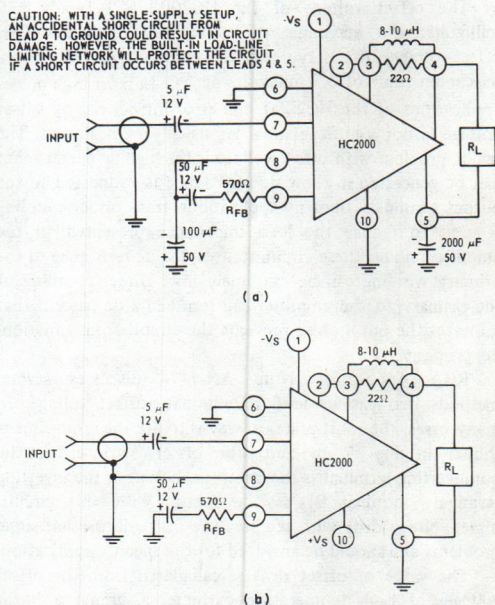 CAUTION: WITH A SINGLE-SUPPLY SETUP,
AN ACCIDENTAL SHORT CIRCUIT FROM
LEAD 4 TO GROUND COULD RESULT IN CIRCUIT
DAMAGE. HOWEVER, THE BUILT-IN LOAD-LINE
LIMITING NETWORK WILL PROTECT THE CIRCUIT
IF A SHORT CIRCUIT OCCURS BETWEEN LEADS 4 & 5.
-VS
1
8-10 µH
2
3
4
22Ω
6
5 µF
12 V
- +
7
INPUT
8
HC2000
RL
50 µF
12 V
+ -
570Ω
RFB
9
10
5
100 µF
50 V
+
-
+
2000 µF
50 V
(a)
-VS
1
8-10 µH
2
3
4
22Ω
6
5 µF
12 V
+ -
7
INPUT
8
HC2000
RL
50 µF
12 V
+ -
570Ω
RFB
9
+VS
10
5
(b)